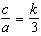 c/a = k/3